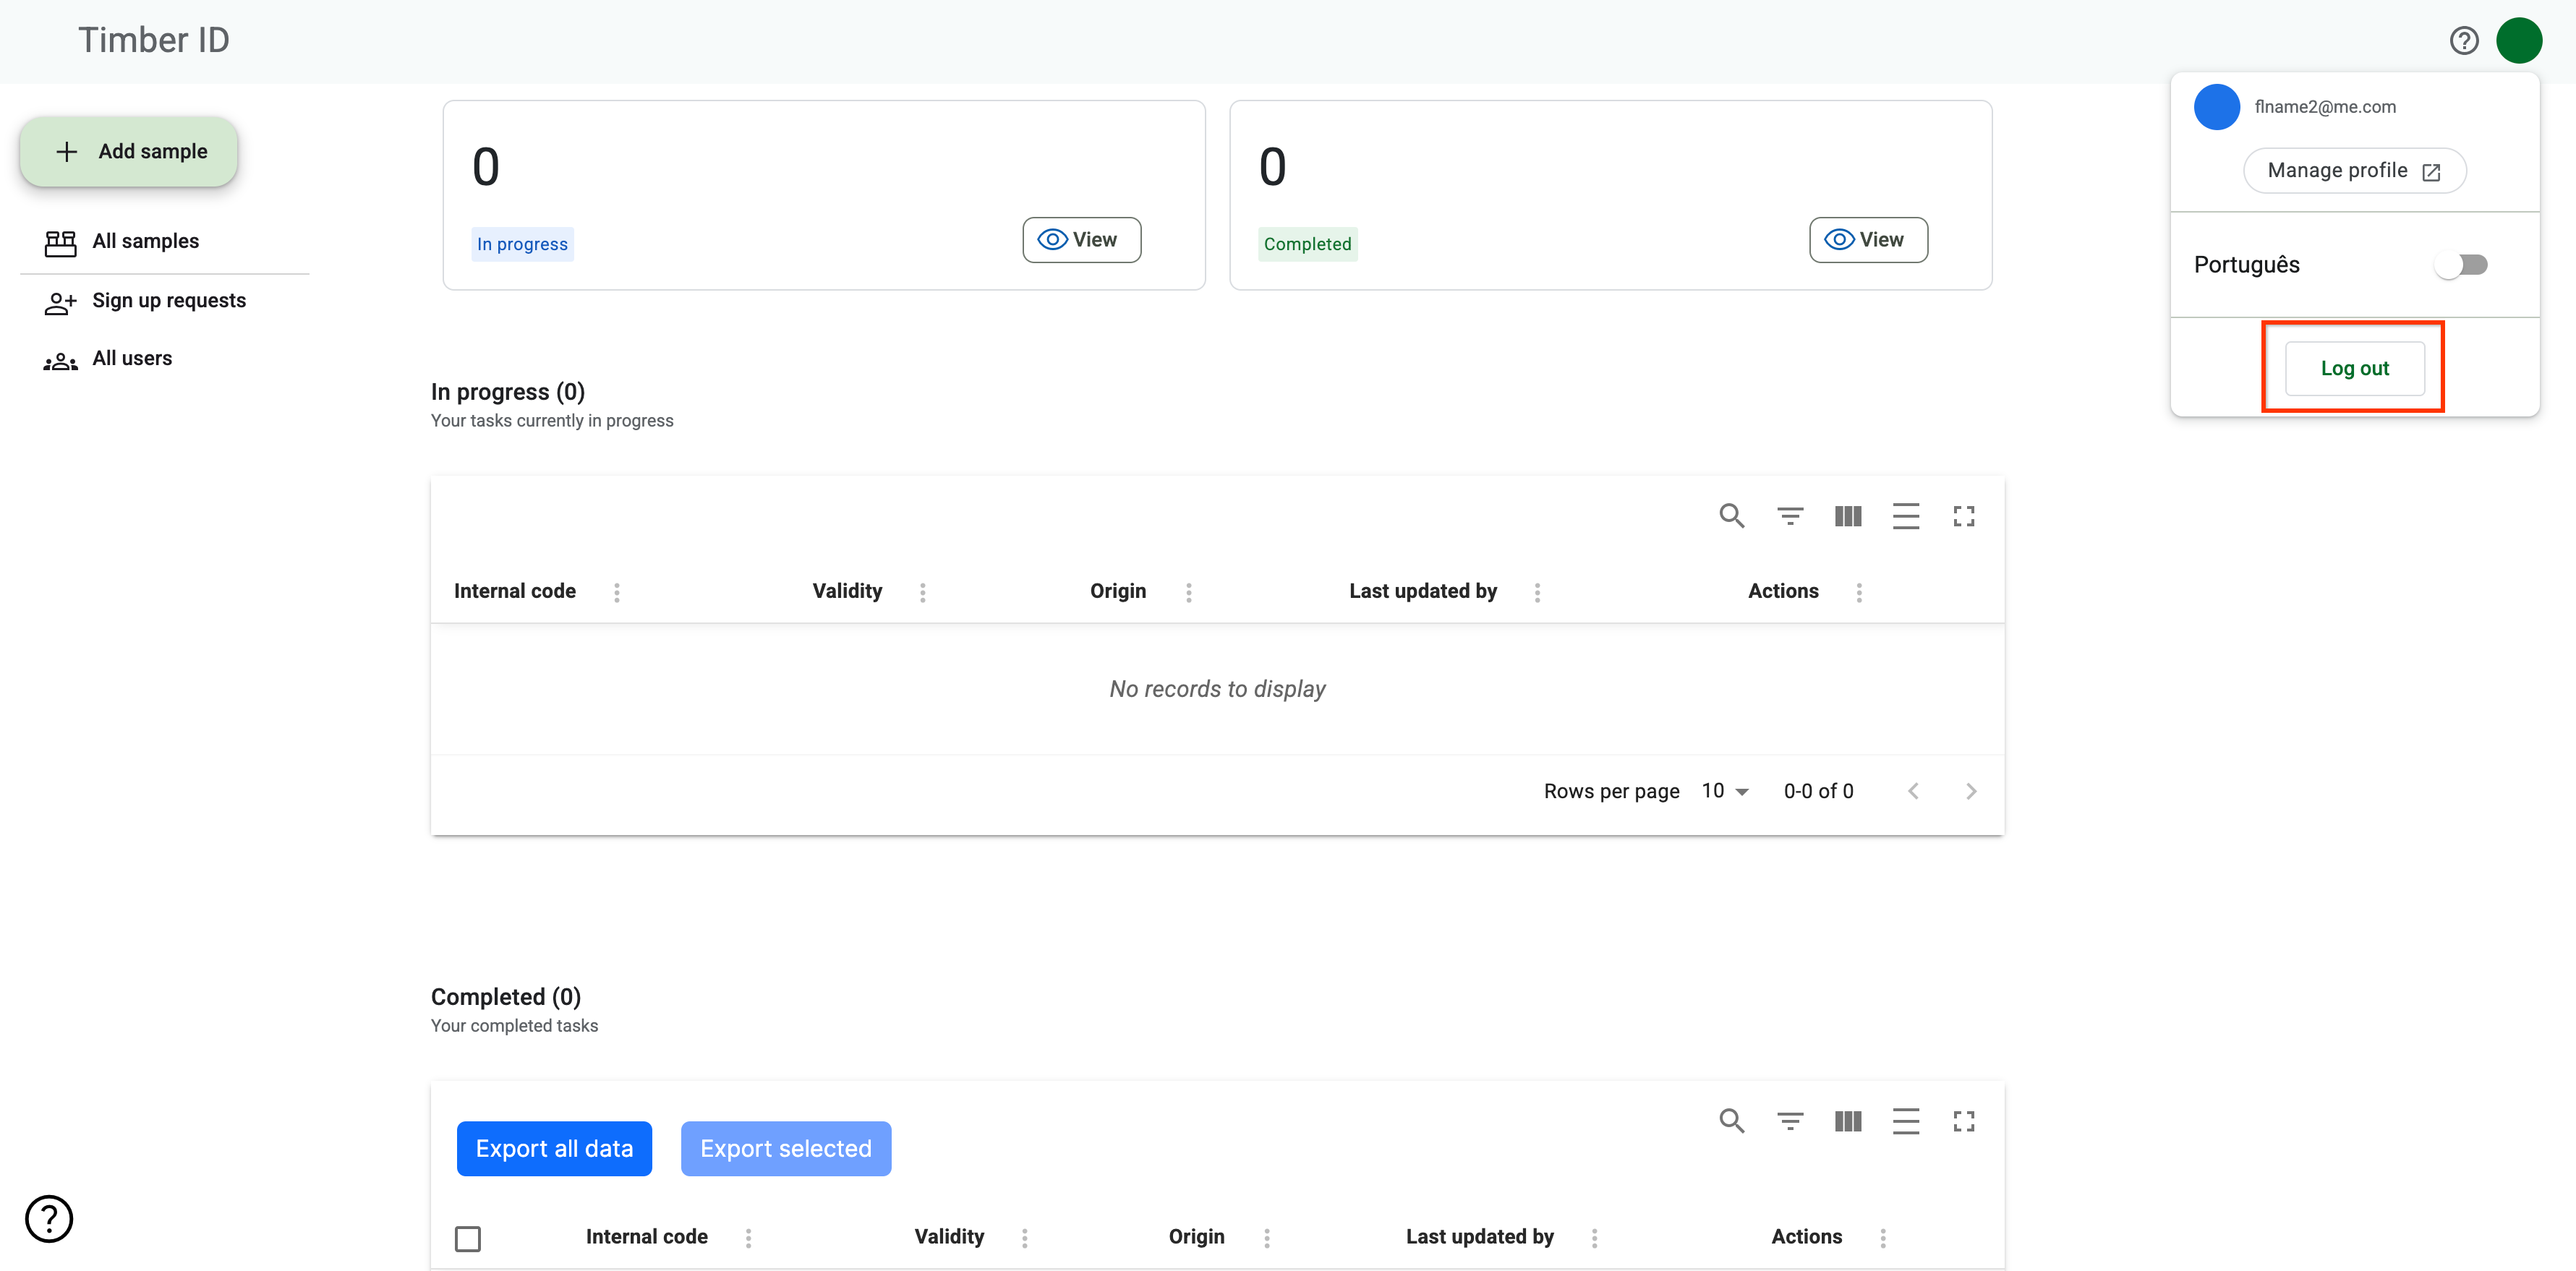 Timber ID
flname2@me.com
Manage profile
Português
Log out
Add sample
All samples
Sign up requests
All users
0
In progress
View
0
Completed
View
In progress (0)
Your tasks currently in progress
Internal code Validity Origin Last updated by Actions
No records to display
Rows per page 10 0-0 of 0
Completed (0)
Your completed tasks
Export all data Export selected
Internal code Validity Origin Last updated by Actions